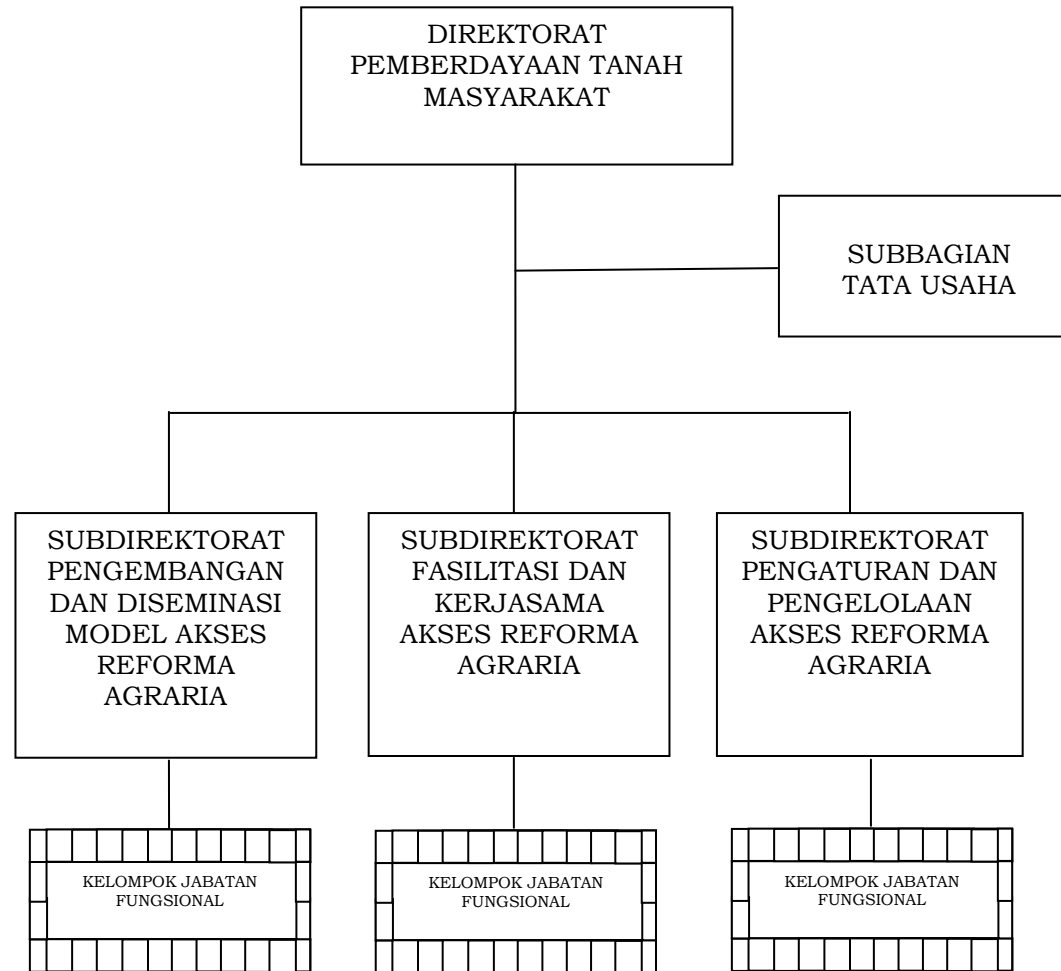 DIREKTORAT
PEMBERDAYAAN TANAH
MASYARAKAT
SUBBAGIAN
TATA USAHA
SUBDIREKTORAT
PENGEMBANGAN
DAN DISEMINASI
MODEL AKSES
REFORMA
AGRARIA
SUBDIREKTORAT
FASILITASI DAN
KERJASAMA
AKSES REFORMA
AGRARIA
SUBDIREKTORAT
PENGATURAN DAN
PENGELOLAAN
AKSES REFORMA
AGRARIA
KELOMPOK JABATAN
FUNGSIONAL
KELOMPOK JABATAN
FUNGSIONAL
KELOMPOK JABATAN
FUNGSIONAL